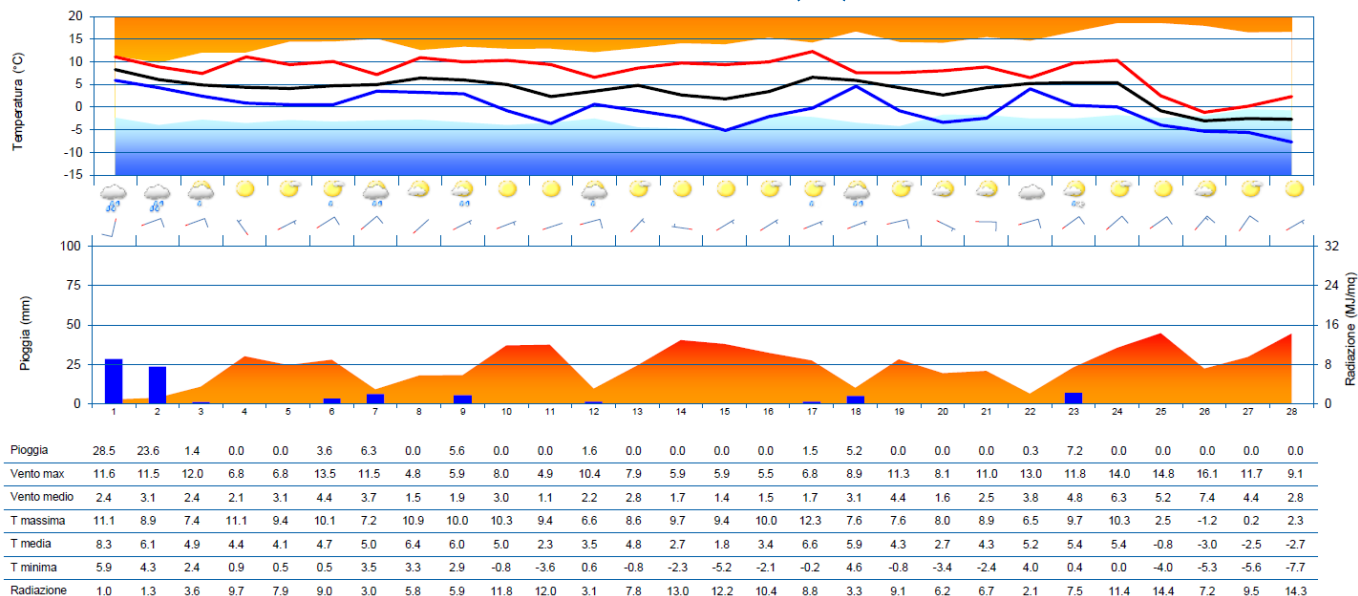 20
15
10
5
0
-5
-10
-15
Temperatura (°C)
100
75
50
25
0
Pioggia (mm)
32
24
16
8
0
Radiazione (MJ/mq)
1 2 3 4 5 6 7 8 9 10 11 12 13 14 15 16 17 18 19 20 21 22 23 24 25 26 27 28
Pioggia 28.5 23.6 1.4 0.0 0.0 3.6 6.3 0.0 5.6 0.0 0.0 1.6 0.0 0.0 0.0 0.0 1.5 5.2 0.0 0.0 0.0 0.3 7.2 0.0 0.0 0.0 0.0 0.0
Vento max 11.6 11.5 12.0 6.8 6.8 13.5 11.5 4.8 5.9 8.0 4.9 10.4 7.9 5.9 5.9 5.5 6.8 8.9 11.3 8.1 11.0 13.0 11.8 14.0 14.8 16.1 11.7 9.1
Vento medio 2.4 3.1 2.4 2.1 3.1 4.4 3.7 1.5 1.9 3.0 1.1 2.2 2.8 1.7 1.4 1.5 1.7 3.1 4.4 1.6 2.5 3.8 4.8 6.3 5.2 7.4 4.4 2.8
T massima 11.1 8.9 7.4 11.1 9.4 10.1 7.2 10.9 10.0 10.3 9.4 6.6 8.6 9.7 9.4 10.0 12.3 7.6 7.6 8.0 8.9 6.5 9.7 10.3 2.5 -1.2 0.2 2.3
T media 8.3 6.1 4.9 4.4 4.1 4.7 5.0 6.4 6.0 5.0 2.3 3.5 4.8 2.7 1.8 3.4 6.6 5.9 4.3 2.7 4.3 5.2 5.4 5.4 -0.8 -3.0 -2.5 -2.7
T minima 5.9 4.3 2.4 0.9 0.5 0.5 3.5 3.3 2.9 -0.8 -3.6 0.6 -0.8 -2.3 -5.2 -2.1 -0.2 4.6 -0.8 -3.4 -2.4 4.0 0.4 0.0 -4.0 -5.3 -5.6 -7.7
Radiazione 1.0 1.3 3.6 9.7 7.9 9.0 3.0 5.8 5.9 11.8 12.0 3.1 7.8 13.0 12.2 10.4 8.8 3.3 9.1 6.2 6.7 2.1 7.5 11.4 14.4 7.2 9.5 14.3